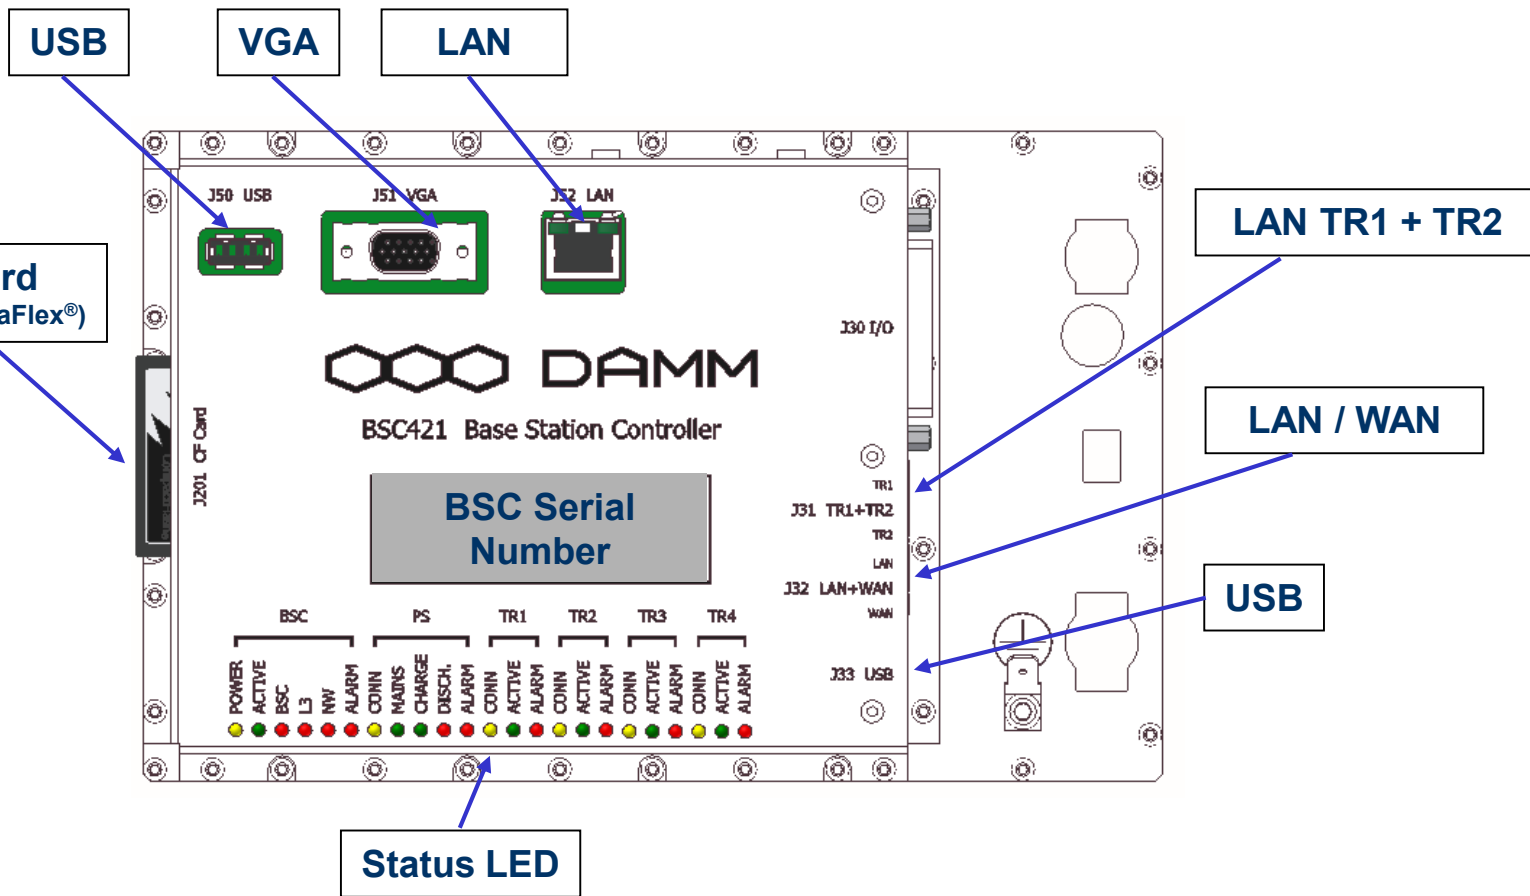 USB
VGA
LAN
J50 USB
J51 VGA
J52 LAN
LAN TR1 + TR2
rd
aFlex®)
J30 I/O
DAMM
BSC421 Base Station Controller
LAN / WAN
J201 CF Card
BSC Serial
Number
TR1
J31 TR1+TR2
TR2
LAN
J32 LAN+WAN
WAN
USB
J33 USB
BSC PS TR1 TR2 TR3 TR4
POWER ACTIVE BSC L3 NW ALARM CONN MAINS CHARGE DISCH. ALARM CONN ACTIVE ALARM CONN ACTIVE ALARM CONN ACTIVE ALARM CONN ACTIVE ALARM
Status LED